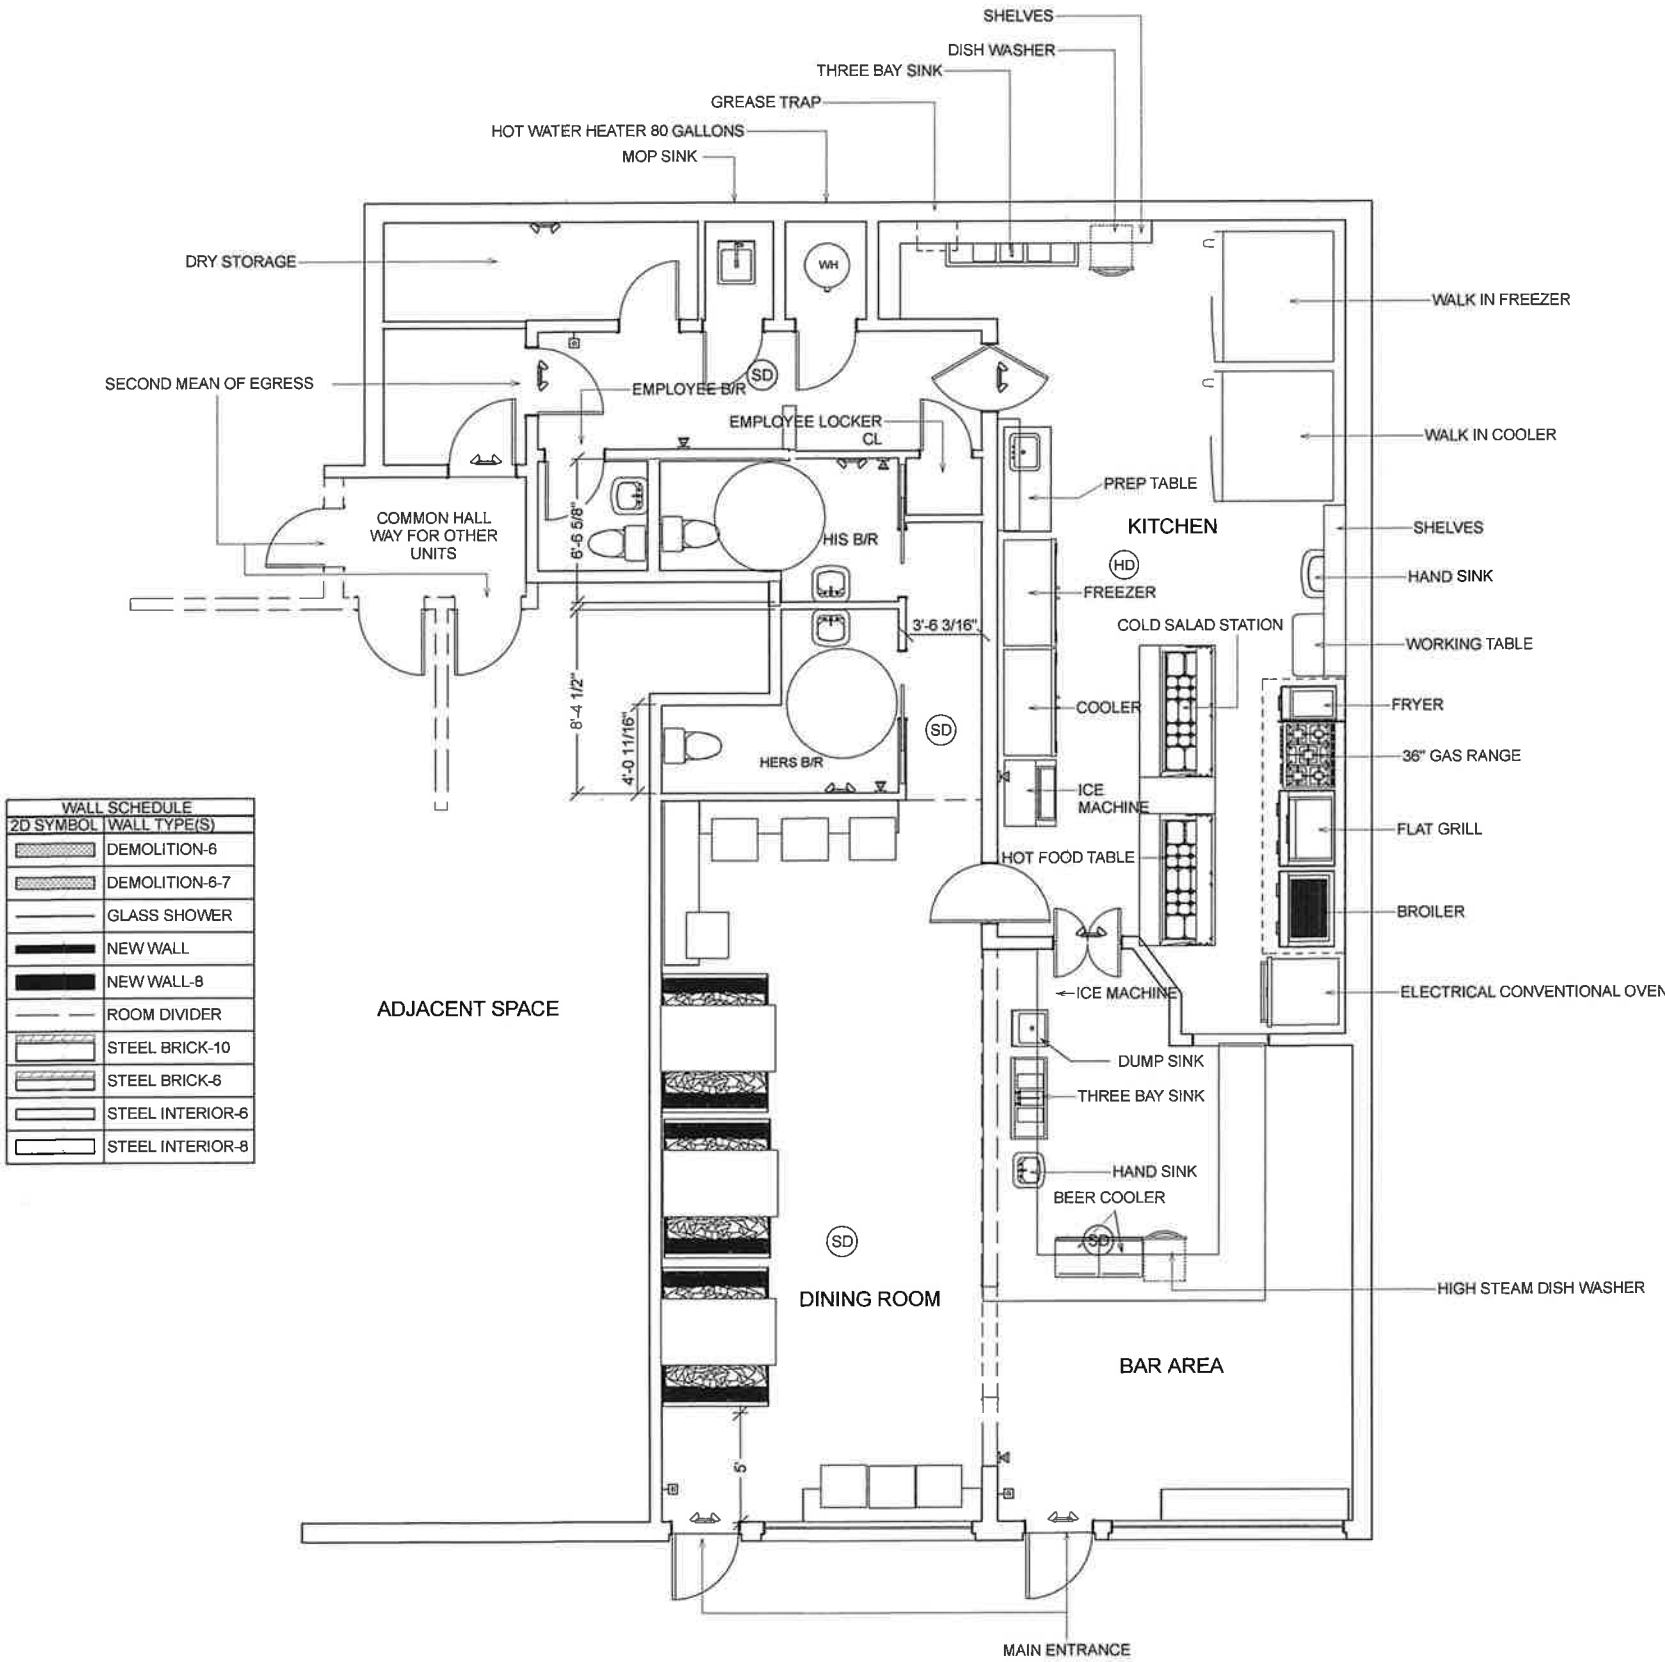 SHELVES
DISH WASHER
THREE BAY SINK
GREASE TRAP
HOT WATER HEATER 80 GALLONS
MOP SINK
DRY STORAGE
WH
WALK IN FREEZER
SECOND MEAN OF EGRESS
SD
EMPLOYEE B/R
EMPLOYEE LOCKER
CL
WALK IN COOLER
PREP TABLE
COMMON HALL
WAY FOR OTHER
UNITS
KITCHEN
SHELVES
6'-6 5/8"
HIS B/R
HD
HAND SINK
FREEZER
3'-6 3/16"
COLD SALAD STATION
WORKING TABLE
8'-4 1/2"
4'-0 11/16"
COOLER
FRYER
SD
HERS B/R
36" GAS RANGE
ICE
MACHINE
FLAT GRILL
HOT FOOD TABLE
BROILER
WALL SCHEDULE
2D SYMBOL WALL TYPE(S)
DEMOLITION-6
DEMOLITION-6-7
GLASS SHOWER
NEW WALL
NEW WALL-8
ROOM DIVIDER
STEEL BRICK-10
STEEL BRICK-6
STEEL INTERIOR-6
STEEL INTERIOR-8
ADJACENT SPACE
ICE MACHINE
ELECTRICAL CONVENTIONAL OVEN
DUMP SINK
THREE BAY SINK
HAND SINK
BEER COOLER
SD
SD
DINING ROOM
HIGH STEAM DISH WASHER
BAR AREA
5'
MAIN ENTRANCE